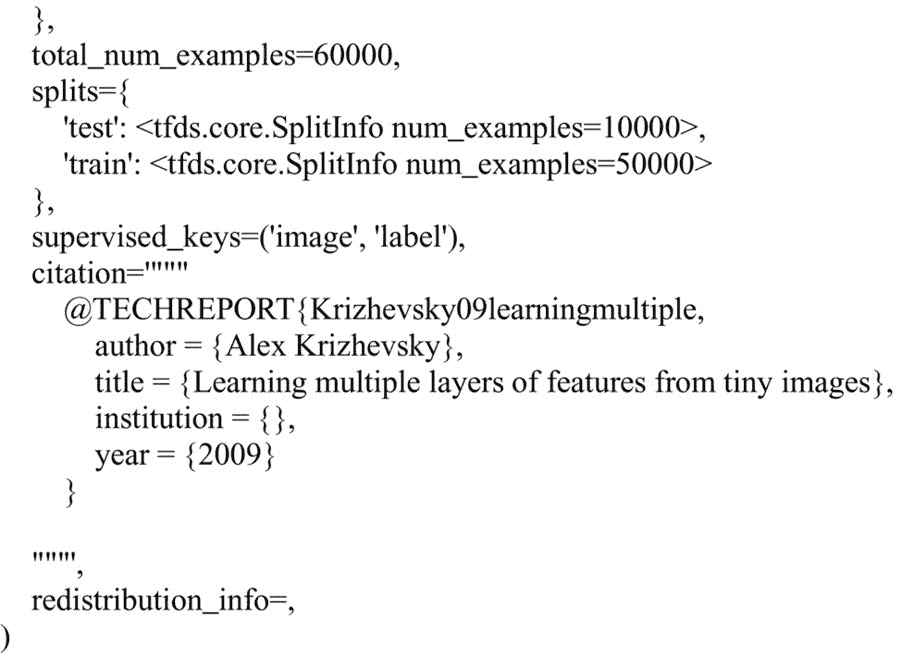 },
total_num_examples=60000,
splits={
'test': <tfds.core.SplitInfo num_examples=10000>,
'train': <tfds.core.SplitInfo num_examples=50000>
},
supervised_keys=('image', 'label'),
citation='"""
@TECHREPORT{Krizhevsky09learningmultiple,
author = {Alex Krizhevsky},
title = {Learning multiple layers of features from tiny images},
institution = {},
year = {2009}
}
"""',
redistribution_info=,
)